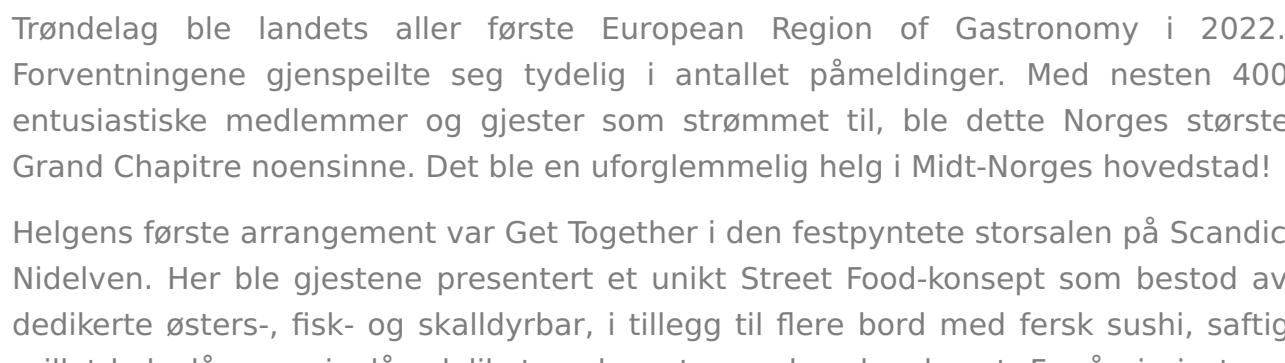 Trøndelag ble landets aller første European Region of Gastronomy i 2022.
Forventningene gjenspeilte seg tydelig i antallet påmeldinger. Med nesten 400
entusiastiske medlemmer og gjester som strømmet til, ble dette Norges største
Grand Chapitre noensinne. Det ble en uforglemmelig helg i Midt-Norges hovedstad!
Helgens første arrangement var Get Together i den festpyntete storsalen på Scandic
Nidelven. Her ble gjestene presentert et unikt Street Food-konsept som bestod av
dedikerte østers-, fisk- og skalldyrbar, i tillegg til flere bord med fersk sushi, saftig